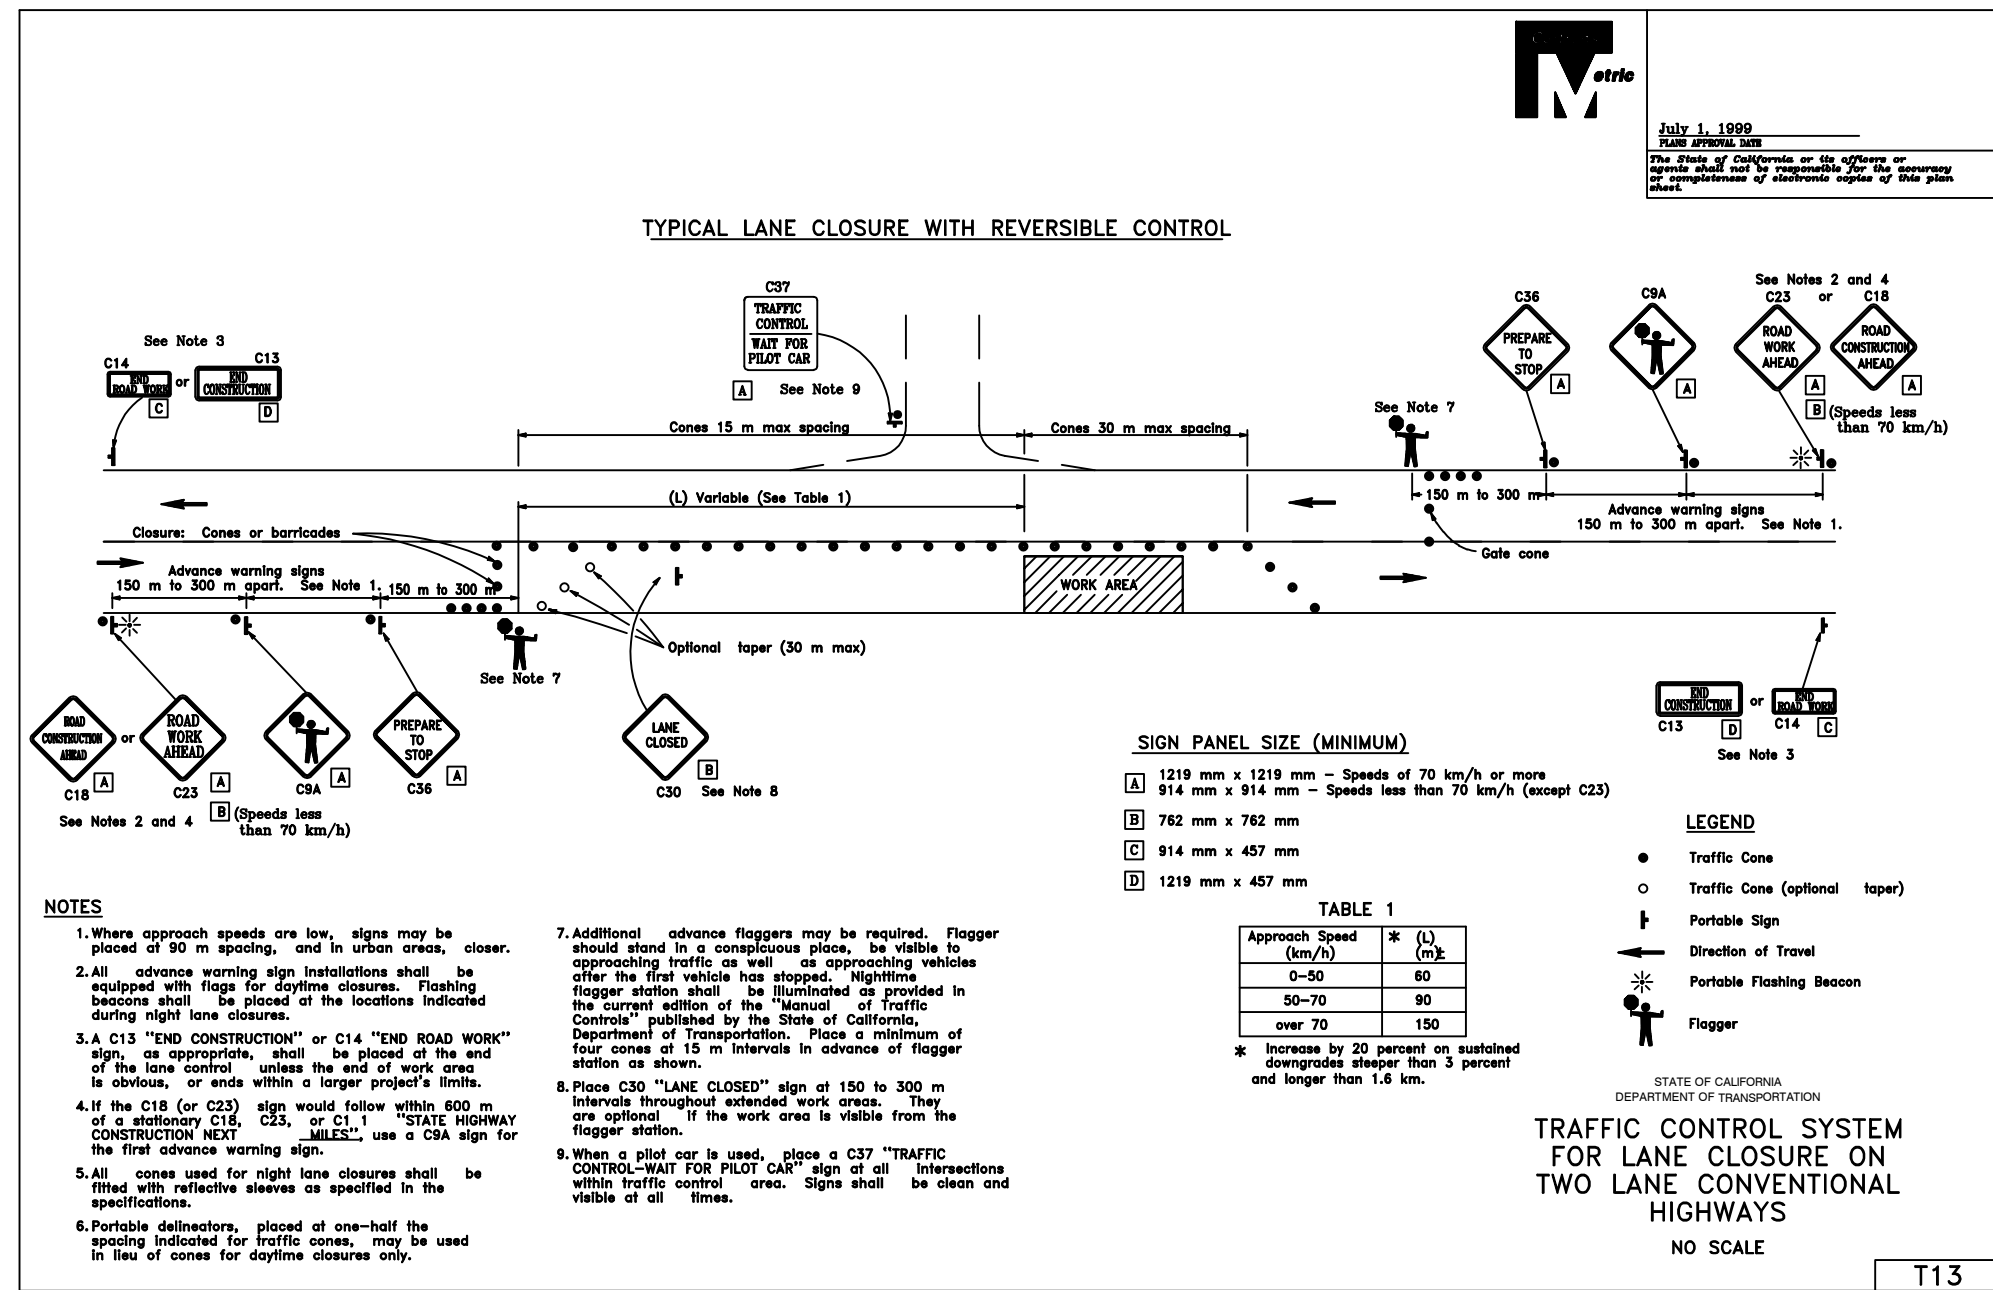 etric
July 1, 1999
PLANS APPROVAL DATE
The State of California or its officers or
agents shall not be responsible for the accuracy
or completeness of electronic copies of this plan
sheet.
TYPICAL LANE CLOSURE WITH REVERSIBLE CONTROL
C37
TRAFFIC
CONTROL
WAIT FOR
PILOT CAR
A See Note 9
See Note 3
C14
END
ROAD WORK
C
or
C13
END
CONSTRUCTION
D
Cones 15 m max spacing
Cones 30 m max spacing
See Note 7
C36
PREPARE
TO
STOP
A
C9A
A
See Notes 2 and 4
C23 or C18
ROAD
WORK
AHEAD
A
B (Speeds less
than 70 km/h)
ROAD
CONSTRUCTION
AHEAD
A
(L) Variable (See Table 1)
150 m to 300 m
Advance warning signs
150 m to 300 m apart. See Note 1.
Gate cone
Closure: Cones or barricades
Advance warning signs
150 m to 300 m apart. See Note 1.
150 m to 300 m
WORK AREA
Optional taper (30 m max)
See Note 7
ROAD
CONSTRUCTION
AHEAD
C18
A
or
ROAD
WORK
AHEAD
C23
A
See Notes 2 and 4
B (Speeds less
than 70 km/h)
C9A
A
PREPARE
TO
STOP
C36
A
LANE
CLOSED
B
C30 See Note 8
END
CONSTRUCTION
C13
D
or
END
ROAD WORK
C14
C
See Note 3
SIGN PANEL SIZE (MINIMUM)
A 1219 mm x 1219 mm - Speeds of 70 km/h or more
914 mm x 914 mm - Speeds less than 70 km/h (except C23)
B 762 mm x 762 mm
C 914 mm x 457 mm
D 1219 mm x 457 mm
TABLE 1
Approach Speed (km/h) * (L) (m)±
0-50 60
50-70 90
over 70 150
* Increase by 20 percent on sustained
downgrades steeper than 3 percent
and longer than 1.6 km.
LEGEND
Traffic Cone
Traffic Cone (optional taper)
Portable Sign
Direction of Travel
Portable Flashing Beacon
Flagger
NOTES
1. Where approach speeds are low, signs may be
placed at 90 m spacing, and in urban areas, closer.
2. All advance warning sign installations shall be
equipped with flags for daytime closures. Flashing
beacons shall be placed at the locations indicated
during night lane closures.
3. A C13 "END CONSTRUCTION" or C14 "END ROAD WORK"
sign, as appropriate, shall be placed at the end
of the lane control unless the end of work area
is obvious, or ends within a larger project's limits.
4. If the C18 (or C23) sign would follow within 600 m
of a stationary C18, C23, or C1 1 "STATE HIGHWAY
CONSTRUCTION NEXT ___ MILES", use a C9A sign for
the first advance warning sign.
5. All cones used for night lane closures shall be
fitted with reflective sleeves as specified in the
specifications.
6. Portable delineators, placed at one-half the
spacing indicated for traffic cones, may be used
in lieu of cones for daytime closures only.
7. Additional advance flaggers may be required. Flagger
should stand in a conspicuous place, be visible to
approaching traffic as well as approaching vehicles
after the first vehicle has stopped. Nighttime
flagger station shall be illuminated as provided in
the current edition of the "Manual of Traffic
Controls" published by the State of California,
Department of Transportation. Place a minimum of
four cones at 15 m intervals in advance of flagger
station as shown.
8. Place C30 "LANE CLOSED" sign at 150 to 300 m
intervals throughout extended work areas. They
are optional if the work area is visible from the
flagger station.
9. When a pilot car is used, place a C37 "TRAFFIC
CONTROL-WAIT FOR PILOT CAR" sign at all intersections
within traffic control area. Signs shall be clean and
visible at all times.
STATE OF CALIFORNIA
DEPARTMENT OF TRANSPORTATION
TRAFFIC CONTROL SYSTEM
FOR LANE CLOSURE ON
TWO LANE CONVENTIONAL
HIGHWAYS
NO SCALE
T13